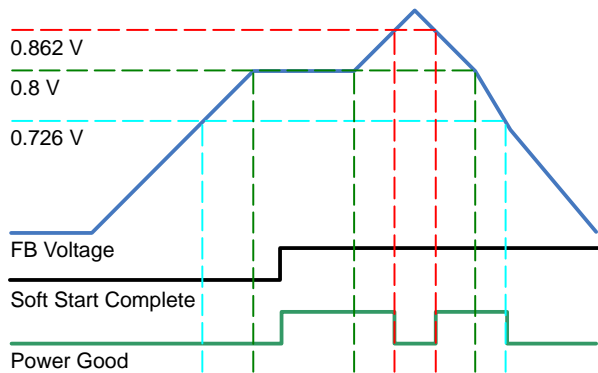 0.862 V
0.8 V
0.726 V
FB Voltage
Soft Start Complete
Power Good